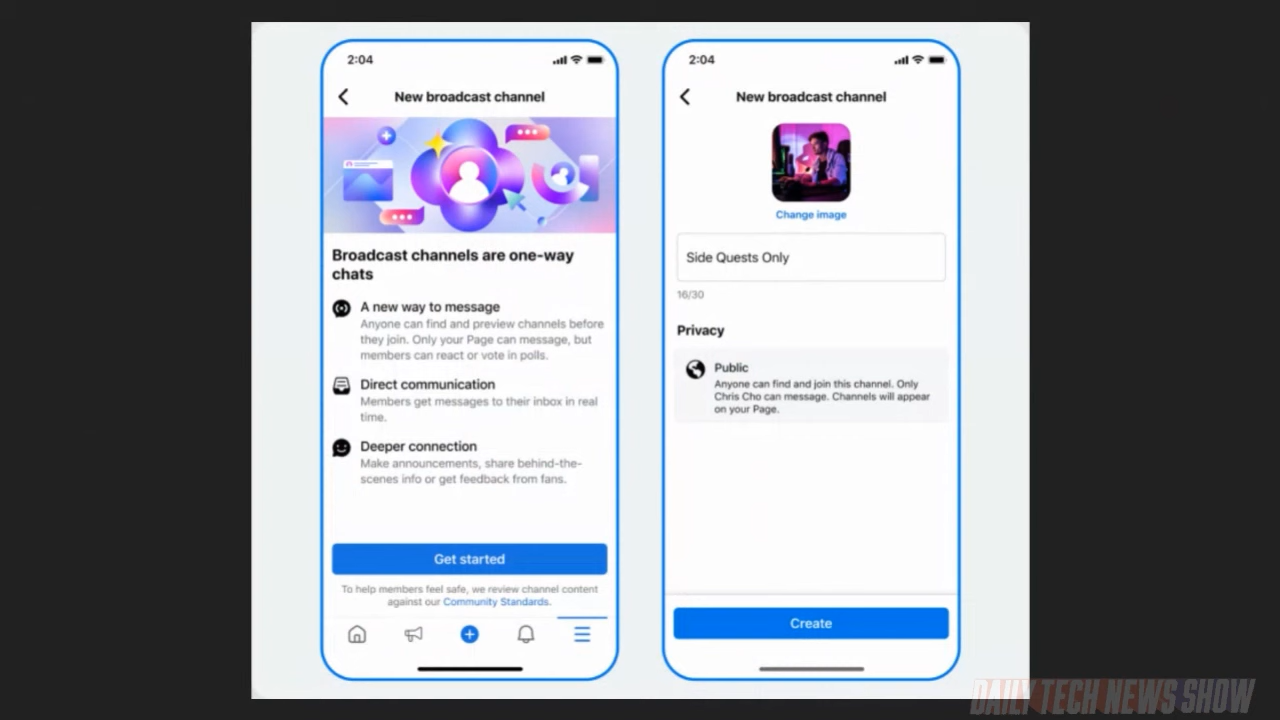 2:04
New broadcast channel
Broadcast channels are one-way
chats
A new way to message
Anyone can find and preview channels before
they join. Only your Page can message, but
members can react or vote in polls.
Direct communication
Members get messages to their inbox in real
time.
Deeper connection
Make announcements, share behind-the-
scenes info or get feedback from fans.
Get started
To help members feel safe, we review channel content
against our Community Standards.
2:04
New broadcast channel
Change image
Side Quests Only
16/30
Privacy
Public
Anyone can find and join this channel. Only
Chris Cho can message. Channels will appear
on your Page.
Create
DAILY TECH NEWS SHOW